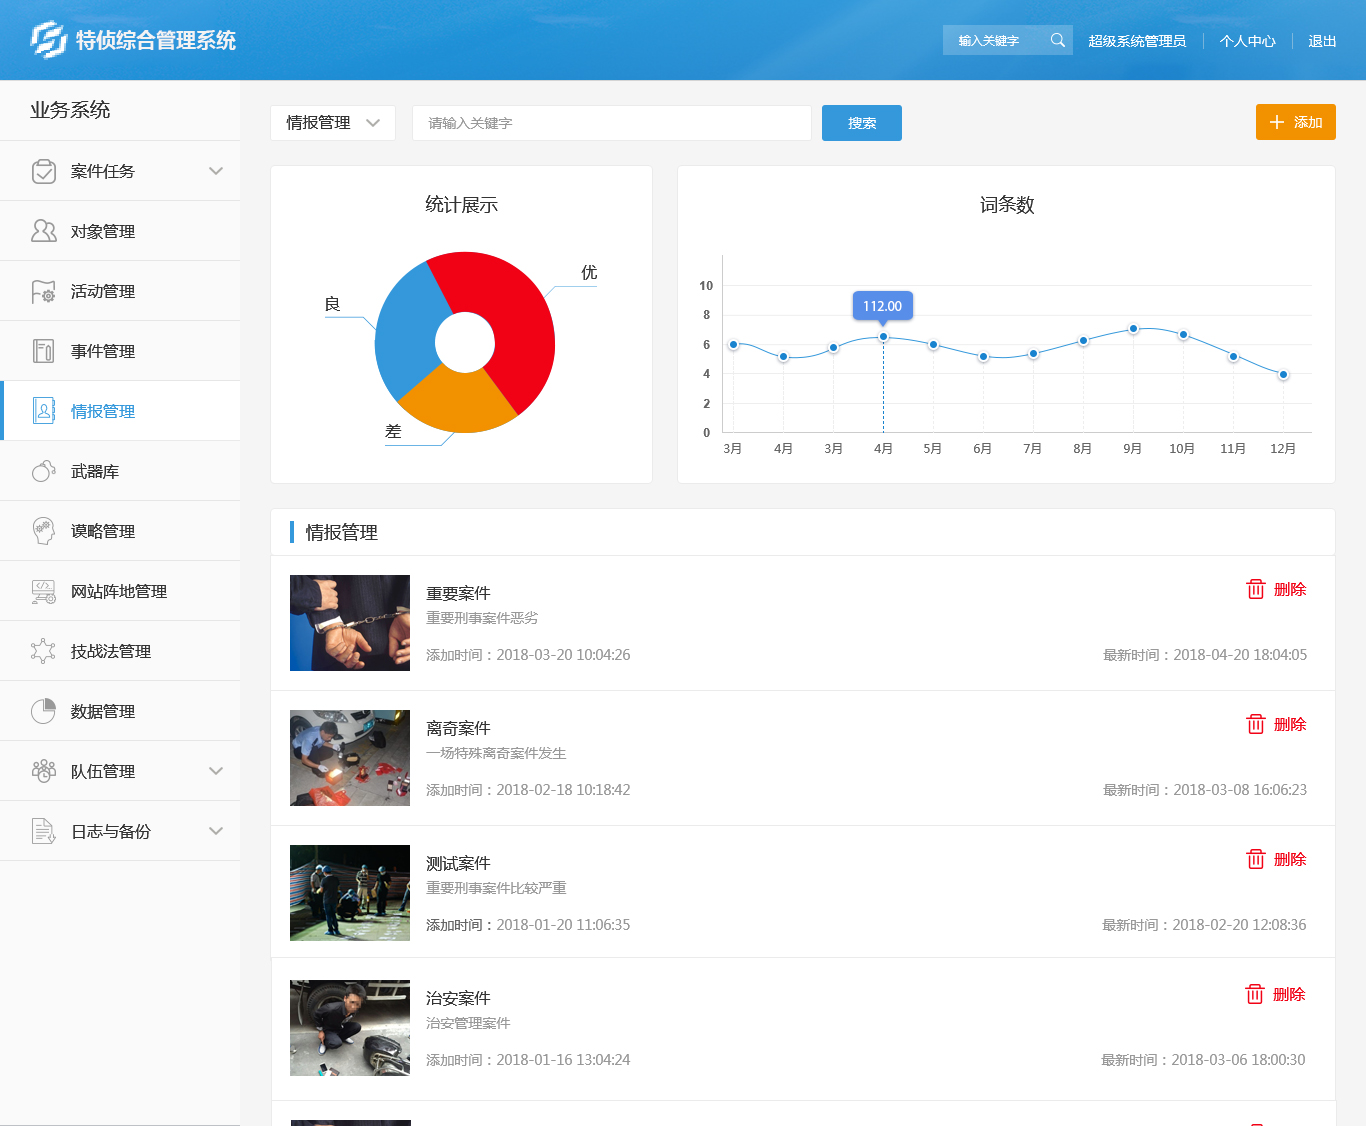 特侦综合管理系统
输入关键字
超级系统管理员
个人中心
退出
业务系统
案件任务
对象管理
活动管理
事件管理
情报管理
武器库
谟略管理
网站阵地管理
技战法管理
数据管理
队伍管理
日志与备份
情报管理
请输入关键字
搜索
添加
统计展示
优
良
差
词条数
10
8
6
4
2
0
112.00
3月 4月 3月 4月 5月 6月 7月 8月 9月 10月 11月 12月
情报管理
重要案件
删除
重要刑事案件恶劣
添加时间：2018-03-20 10:04:26
最新时间：2018-04-20 18:04:05
离奇案件
删除
一场特殊离奇案件发生
添加时间：2018-02-18 10:18:42
最新时间：2018-03-08 16:06:23
测试案件
删除
重要刑事案件比较严重
添加时间：2018-01-20 11:06:35
最新时间：2018-02-20 12:08:36
治安案件
删除
治安管理案件
添加时间：2018-01-16 13:04:24
最新时间：2018-03-06 18:00:30